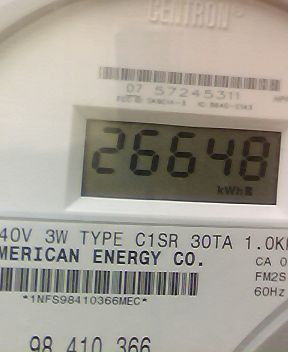 CENTRON®
07 57245311
26648
kWh
40V 3W TYPE C1SR 30TA 1.0K
MERICAN ENERGY CO.
CA 0
FM2S
*1NFS98410366MEC*
60Hz
98 410 366